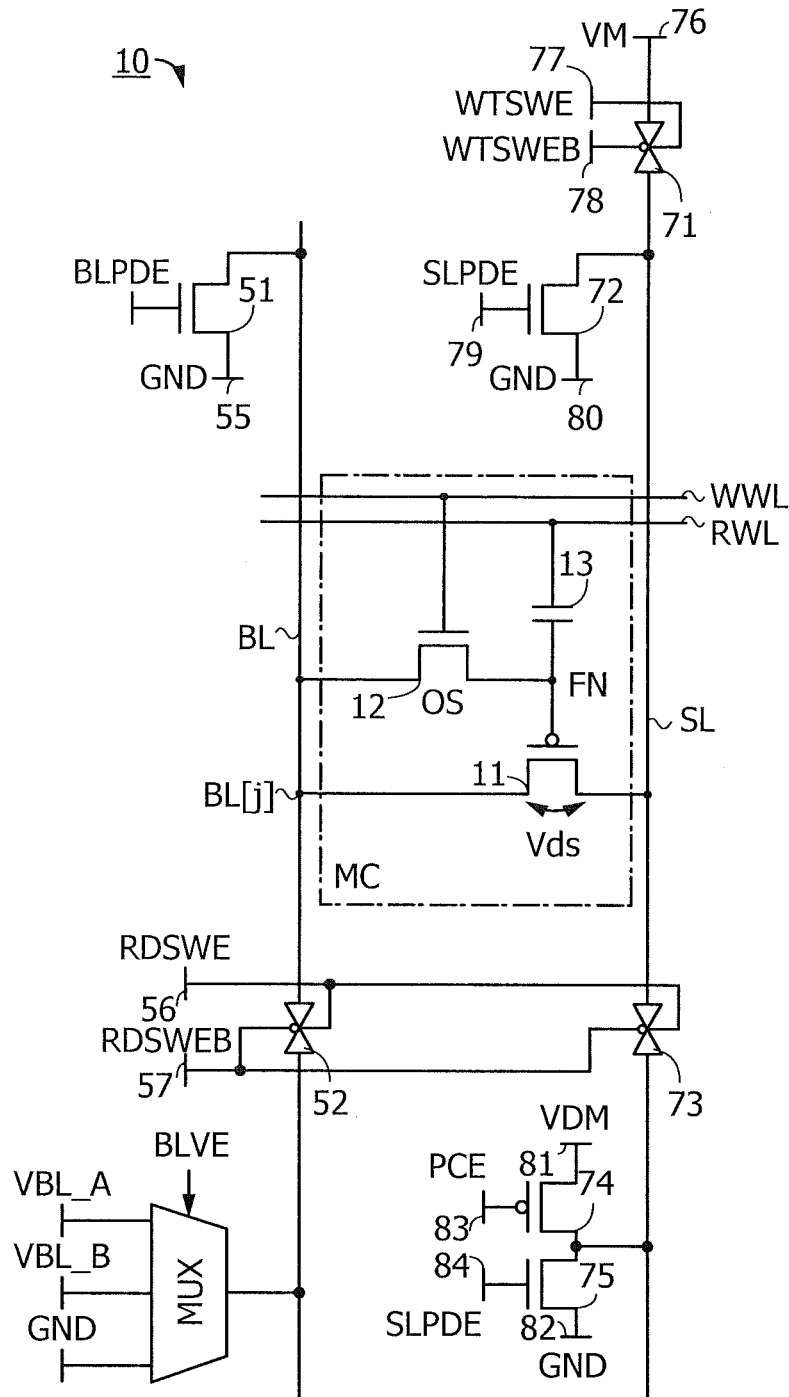 10
VM
76
77
WTSWE
WTSWEB
78
71
BLPDE
51
SLPDE
72
79
GND
55
GND
80
WWL
RWL
13
BL
12
OS
FN
SL
11
BL[j]
Vds
MC
RDSWE
56
RDSWEB
57
52
73
BLVE
VDM
VBL_A
PCE
81
74
83
VBL_B
MUX
84
75
GND
SLPDE
82
GND